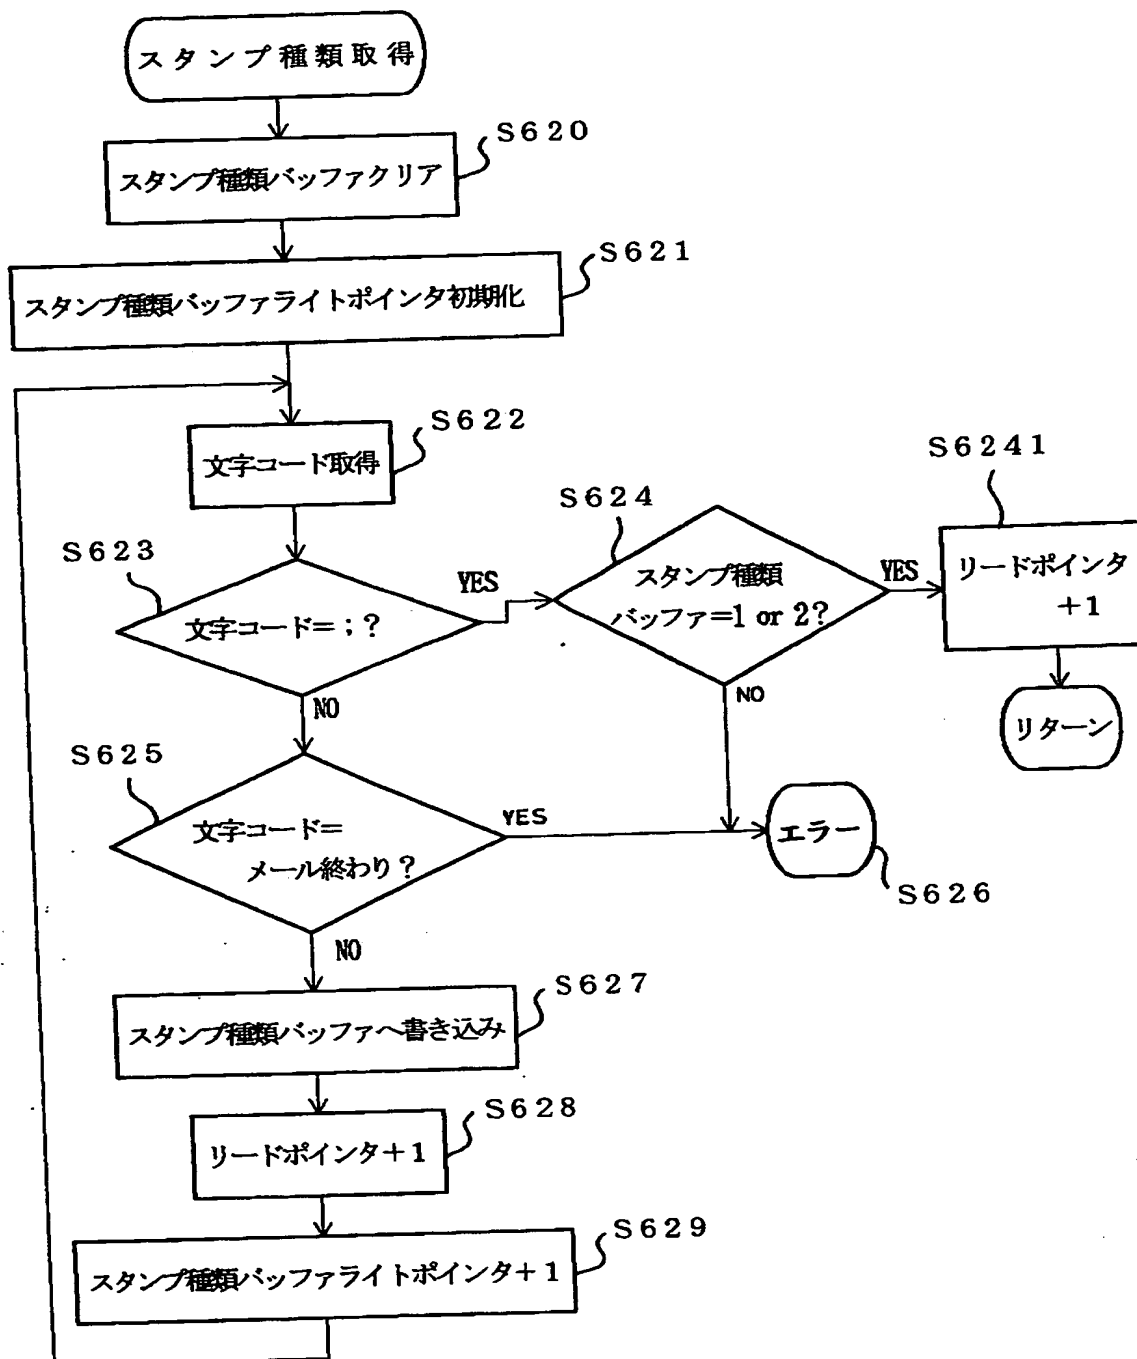 スタンプ種類取得
S620
スタンプ種類バッファクリア
S621
スタンプ種類バッファライトポインタ初期化
S622
文字コード取得
S623
文字コード=;?
YES
NO
S624
スタンプ種類
バッファ=1 or 2?
YES
NO
S6241
リードポインタ
+1
リターン
S625
文字コード=
メール終わり?
YES
NO
エラー
S626
S627
スタンプ種類バッファへ書き込み
S628
リードポインタ+1
S629
スタンプ種類バッファライトポインタ+1